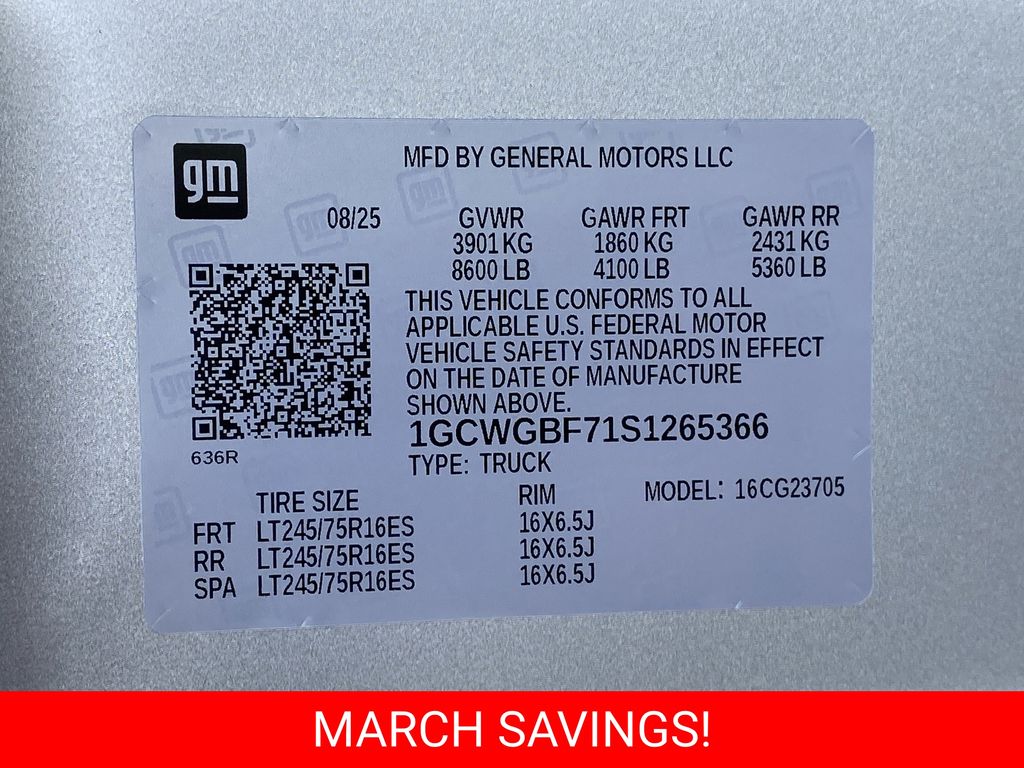 gm
MFD BY GENERAL MOTORS LLC
08/25 GVWR GAWR FRT GAWR RR
3901 KG 1860 KG 2431 KG
8600 LB 4100 LB 5360 LB
THIS VEHICLE CONFORMS TO ALL
APPLICABLE U.S. FEDERAL MOTOR
VEHICLE SAFETY STANDARDS IN EFFECT
ON THE DATE OF MANUFACTURE
SHOWN ABOVE.
1GCWGBF71S1265366
636R
TYPE: TRUCK
TIRE SIZE RIM MODEL: 16CG23705
FRT LT245/75R16ES 16X6.5J
RR LT245/75R16ES 16X6.5J
SPA LT245/75R16ES 16X6.5J
MARCH SAVINGS!